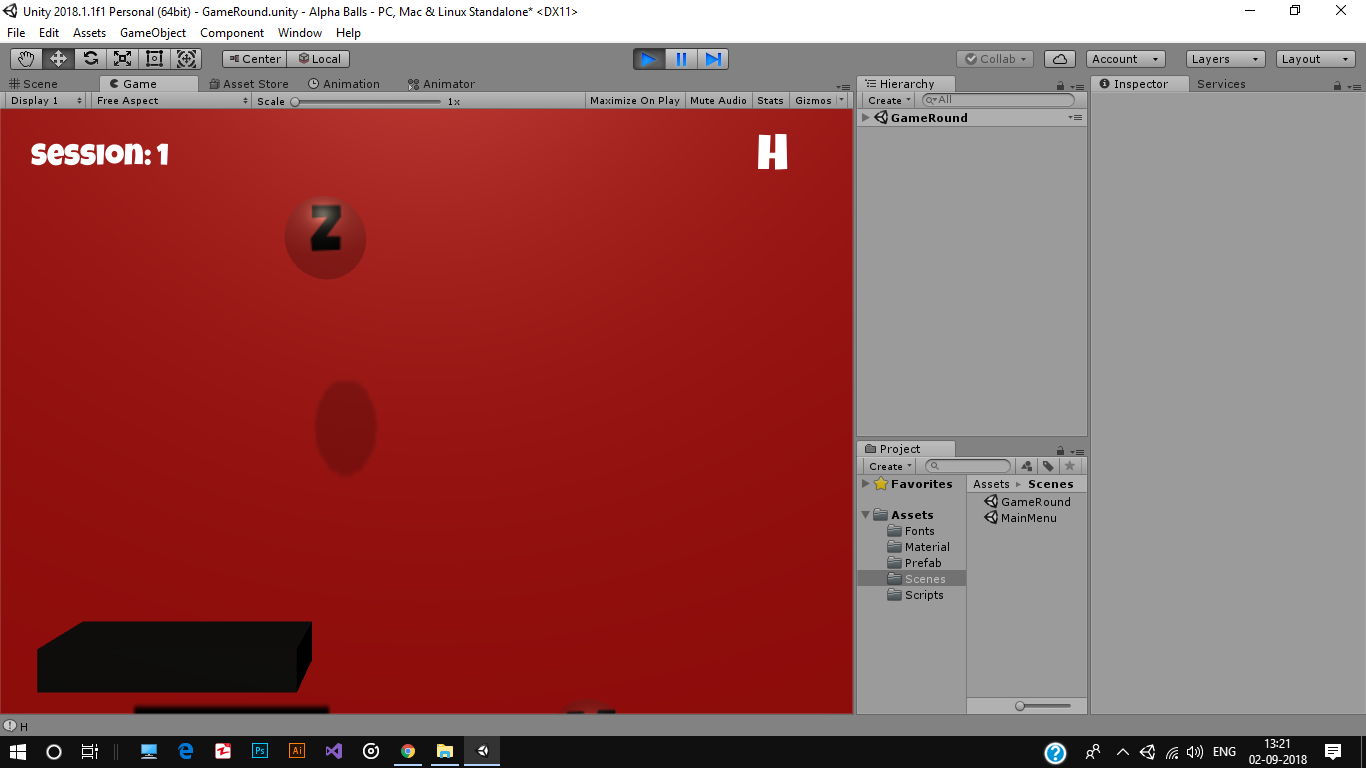 Unity 2018.1.1f1 Personal (64bit) - GameRound.unity - Alpha Balls - PC, Mac & Linux Standalone* <DX11>
File Edit Assets GameObject Component Window Help
Center Local Collab Account Layers Layout
Scene Game Asset Store Animation Animator Hierarchy Inspector Services
Display 1 Free Aspect Scale 1x Maximize On Play Mute Audio Stats Gizmos Create All
GameRound
Session: 1 H
Z
Project
Create
Favorites Assets Scenes
GameRound
Assets MainMenu
Fonts
Material
Prefab
Scenes
Scripts
H
Ps Ai ENG 13:21
02-09-2018